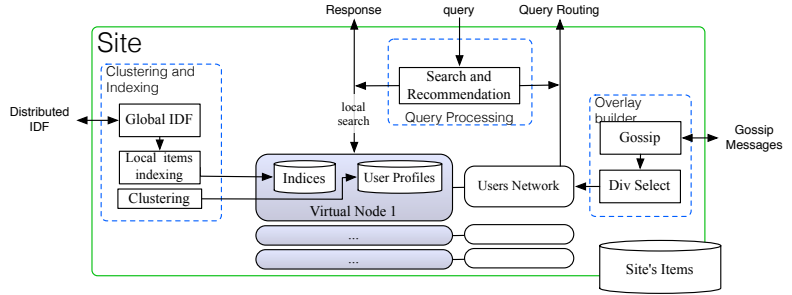 Response
query
Query Routing
Site
Clustering and
Indexing
Search and
Recommendation
Query Processing
Overlay
builder
Distributed
IDF
Global IDF
local
search
Gossip
Gossip
Messages
Local items
indexing
Indices
User Profiles
Users Network
Div Select
Clustering
Virtual Node 1
...
...
Site's Items